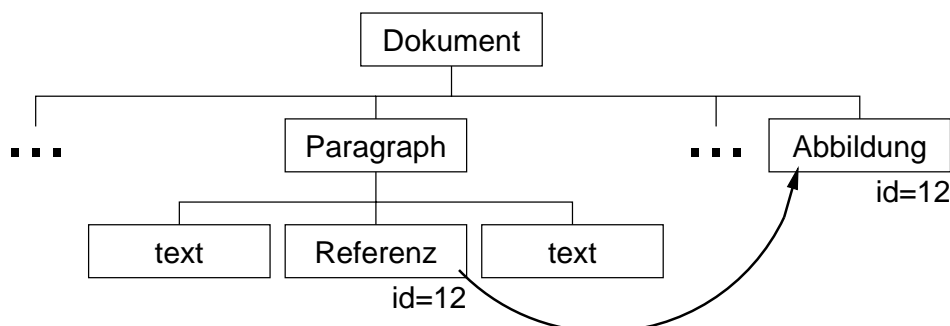 Dokument
... Paragraph ... Abbildung
id=12
text Referenz text
id=12